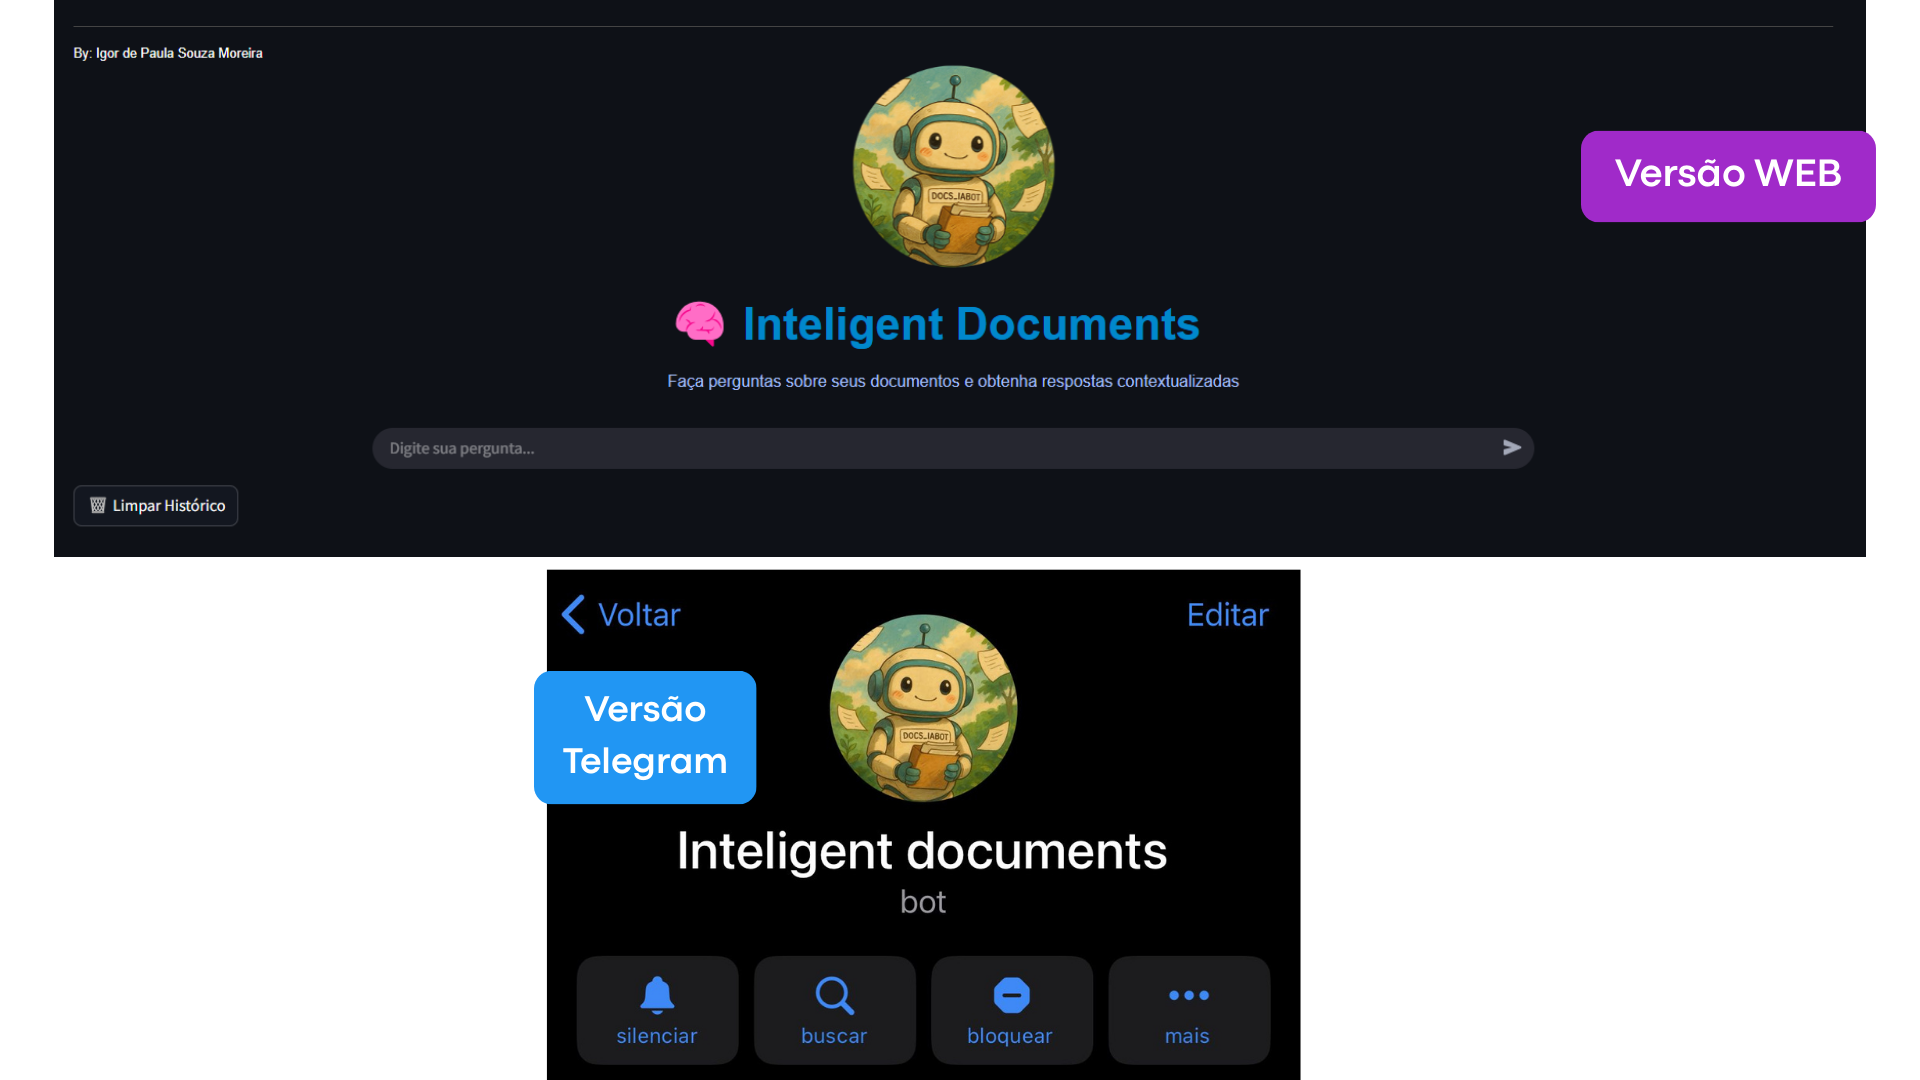 By: Igor de Paula Souza Moreira
DOCS_IABOT
Versão WEB
Inteligent Documents
Faça perguntas sobre seus documentos e obtenha respostas contextualizadas
Digite sua pergunta...
Limpar Histórico
Voltar
Editar
Versão
Telegram
DOCS_IABOT
Inteligent documents
bot
silenciar
buscar
bloquear
mais